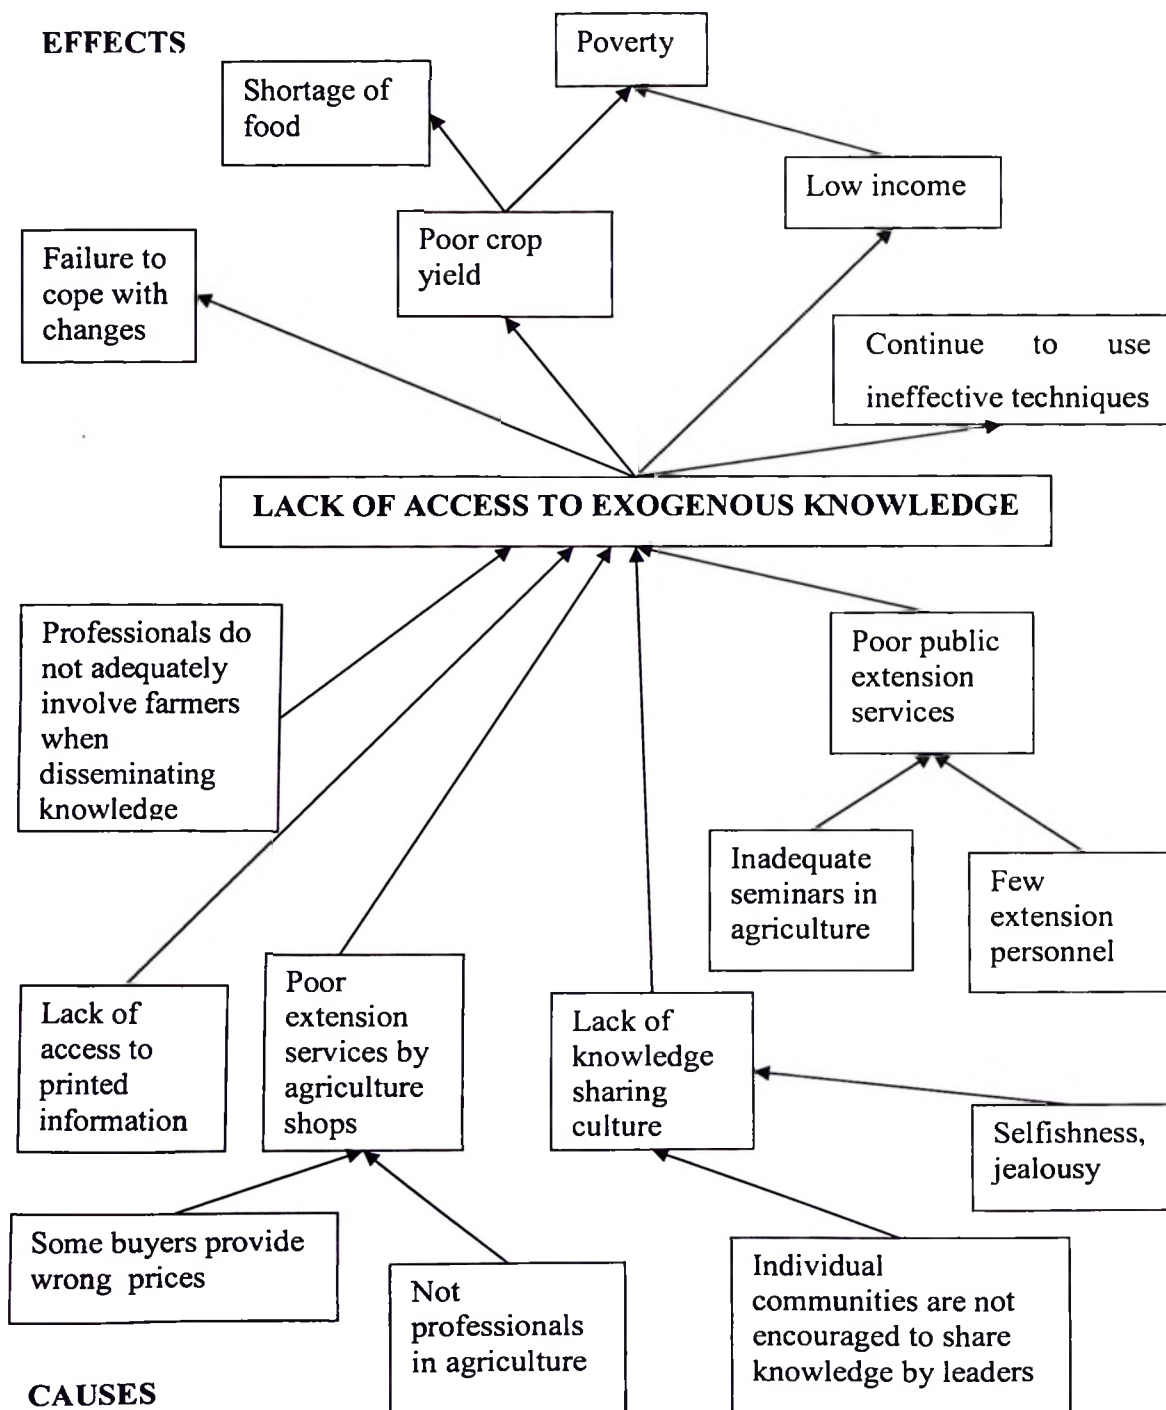 EFFECTS
Poverty
Shortage of
food
Low income
Poor crop
yield
Failure to
cope with
changes
Continue to use
ineffective techniques
LACK OF ACCESS TO EXOGENOUS KNOWLEDGE
Professionals do
not adequately
involve farmers
when
disseminating
knowledge
Poor public
extension
services
Inadequate
seminars in
agriculture
Few
extension
personnel
Lack of
access to
printed
information
Poor
extension
services by
agriculture
shops
Lack of
knowledge
sharing
culture
Selfishness,
jealousy
Some buyers provide
wrong prices
Not
professionals
in agriculture
Individual
communities are not
encouraged to share
knowledge by leaders
CAUSES